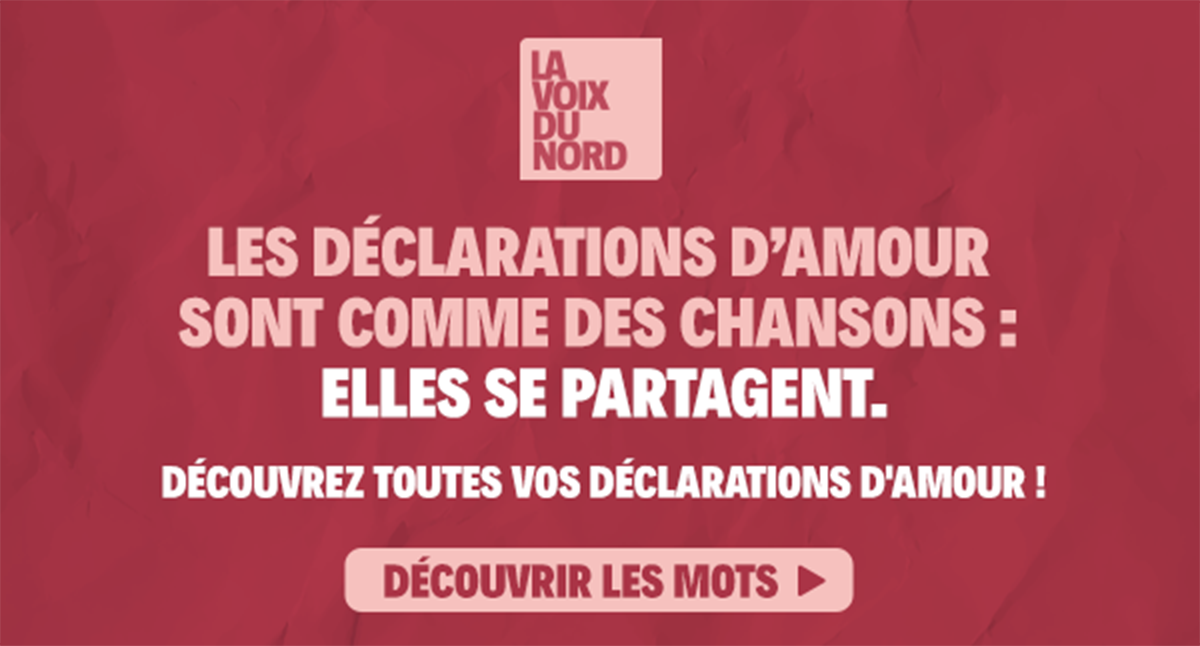 LA
VOIX
DU
NORD
LES DÉCLARATIONS D’AMOUR
SONT COMME DES CHANSONS :
ELLES SE PARTAGENT.
DÉCOUVREZ TOUTES VOS DÉCLARATIONS D'AMOUR !
DÉCOUVRIR LES MOTS